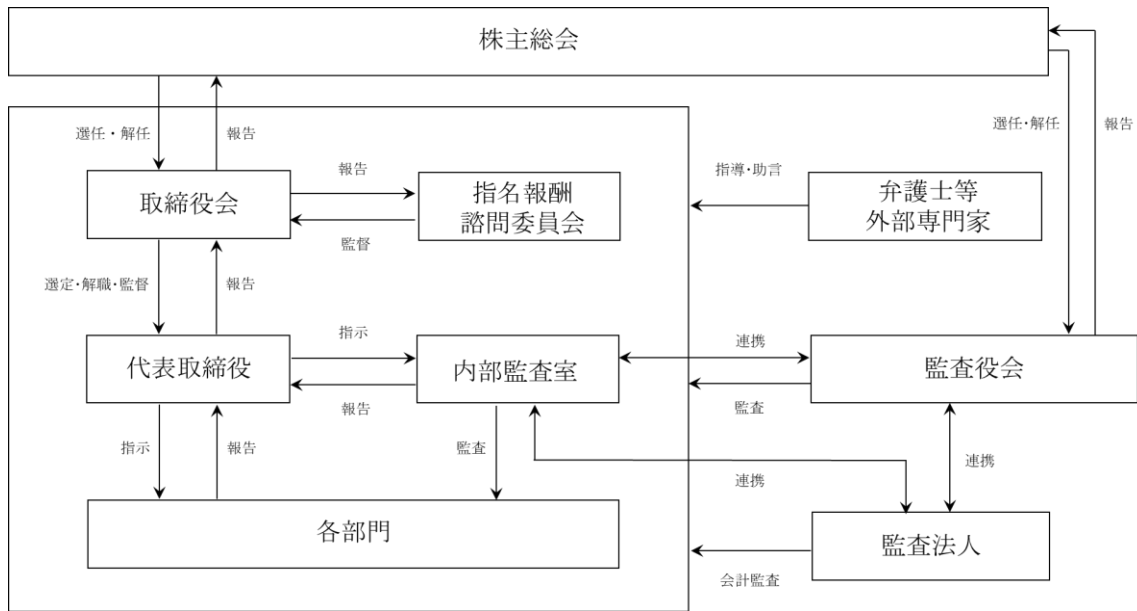 株主総会
選任・解任
報告
選任・解任
報告
取締役会
報告
監督
指名報酬
諮問委員会
指導・助言
弁護士等
外部専門家
選定・解職・監督
報告
代表取締役
指示
報告
内部監査室
連携
監査
監査役会
指示
報告
監査
連携
連携
各部門
監査法人
会計監査